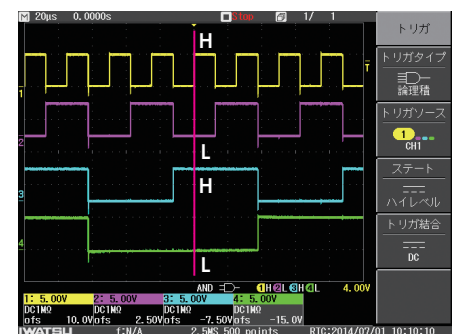 M 20µs 0.0000s Stop 1/ 1
トリガ
H
トリガタイプ
論理積
T
1
トリガソース
1
CH1
2
L
H
ステート
ハイレベル
3
トリガ結合
DC
4
L
AND 1H2L3H4L 4.00V
1: 5.00V 2: 5.00V 3: 5.00V 4: 5.00V
DC1MΩ DC1MΩ DC1MΩ DC1MΩ
ofs 10.0V ofs 2.50V ofs -7.50V ofs -15.0V
IWATSU f:N/A 2.5MS 500 points RTC:2014/07/01 10:10:10